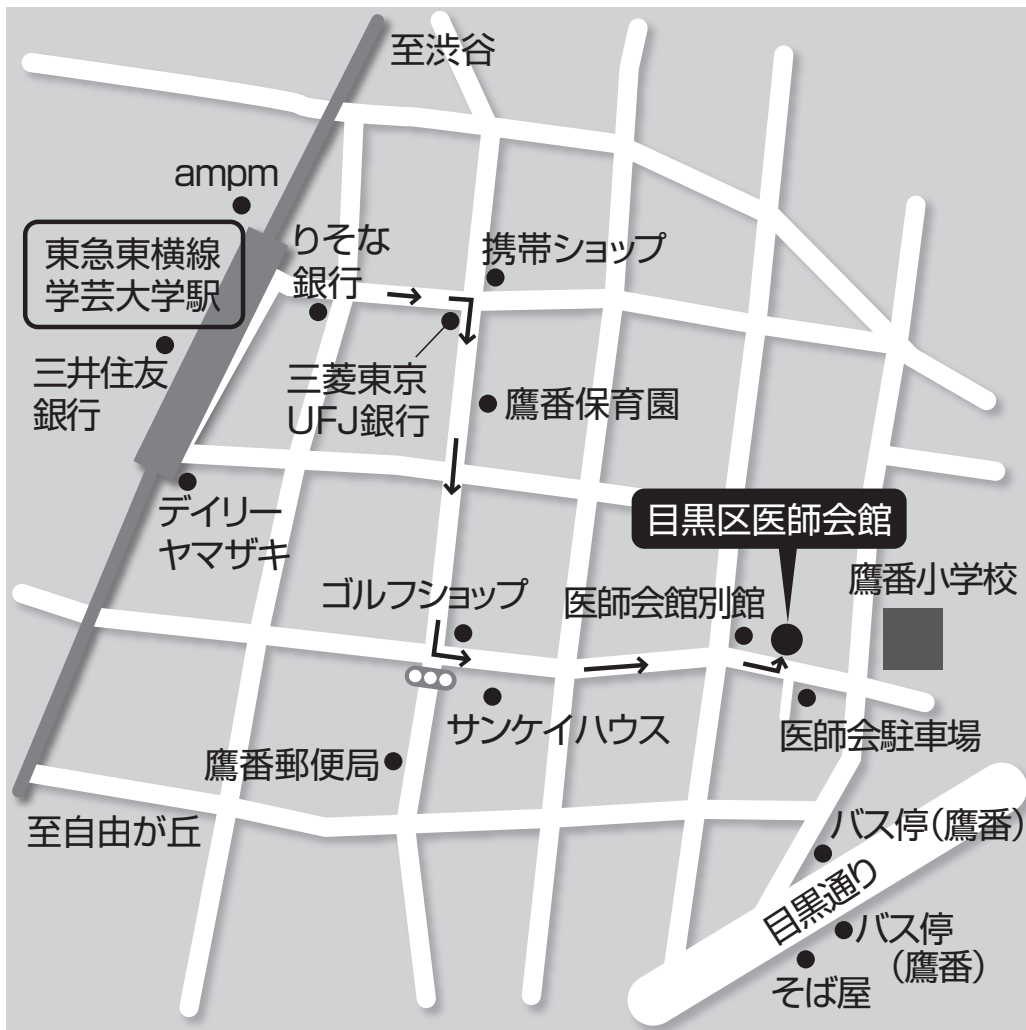 至渋谷
ampm
東急東横線
学芸大学駅
りそな
銀行
携帯ショップ
三井住友
銀行
三菱東京
UFJ銀行
鷹番保育園
デイリー
ヤマザキ
目黒区医師会館
ゴルフショップ
医師会館別館
鷹番小学校
サンケイハウス
医師会駐車場
鷹番郵便局
至自由が丘
バス停(鷹番)
目黒通り
バス停
(鷹番)
そば屋